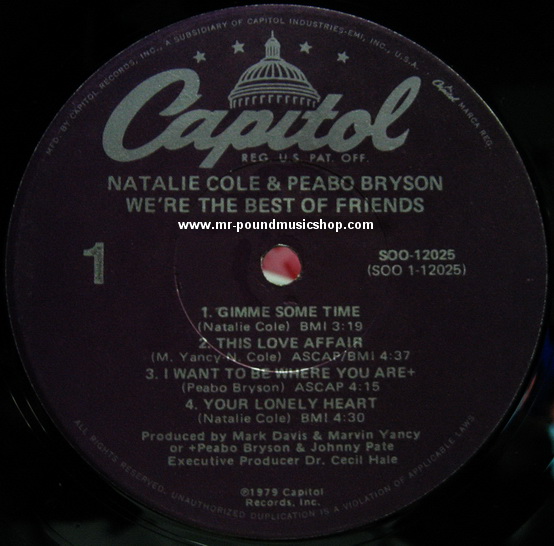 MFD. BY CAPITOL RECORDS, INC., A SUBSIDIARY OF CAPITOL INDUSTRIES-EMI, INC., U.S.A.
Capitol MARCA REG.
Capitol
REG. U.S. PAT. OFF.
NATALIE COLE & PEABO BRYSON
WE'RE THE BEST OF FRIENDS
www.mr-poundmusicshop.com
1
SOO-12025
(SOO 1-12025)
1. GIMME SOME TIME
(Natalie Cole) BMI 3:19
2. THIS LOVE AFFAIR
(M. Yancy-N. Cole) ASCAP/BMI 4:37
3. I WANT TO BE WHERE YOU ARE+
(Peabo Bryson) ASCAP 4:15
4. YOUR LONELY HEART
(Natalie Cole) BMI 4:30
Produced by Mark Davis & Marvin Yancy
or +Peabo Bryson & Johnny Pate
Executive Producer Dr. Cecil Hale
℗1979 Capitol
Records, Inc.
ALL RIGHTS RESERVED. UNAUTHORIZED DUPLICATION IS A VIOLATION OF APPLICABLE LAWS